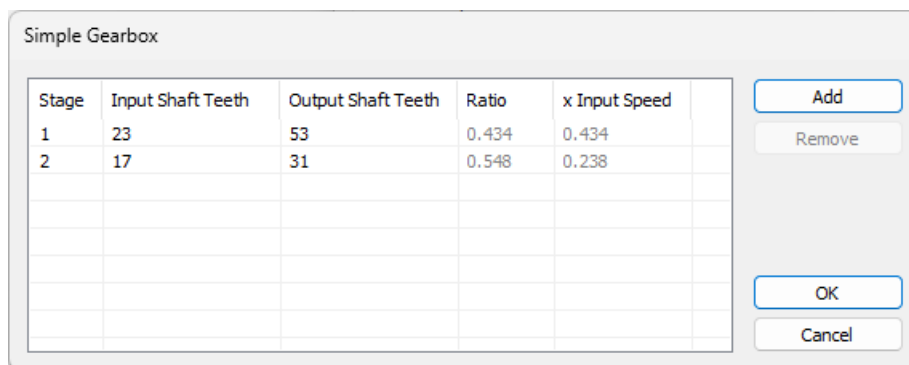 Simple Gearbox
Stage Input Shaft Teeth Output Shaft Teeth Ratio x Input Speed
1 23 53 0.434 0.434
2 17 31 0.548 0.238
Add
Remove
OK
Cancel